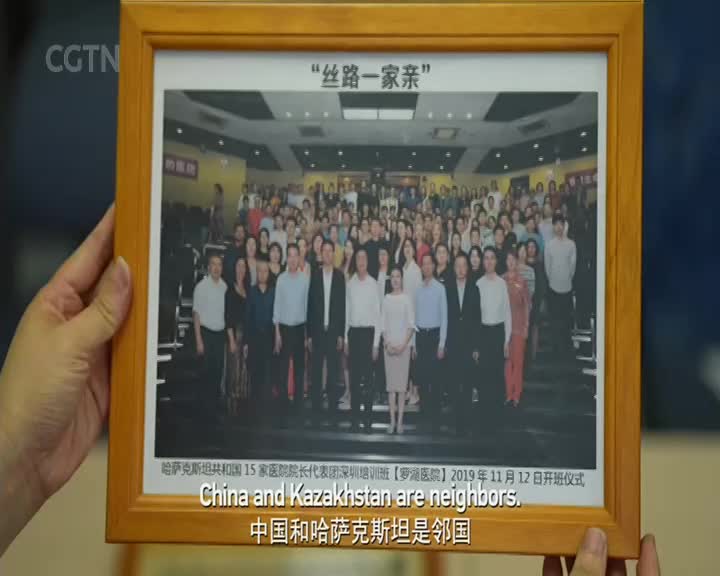 CGTN
“丝路一家亲”
哈萨克斯坦共和国15家医院院长代表团深圳培训班【罗湖医院】2019年11月12日开班仪式
China and Kazakhstan are neighbors.
中国和哈萨克斯坦是邻国